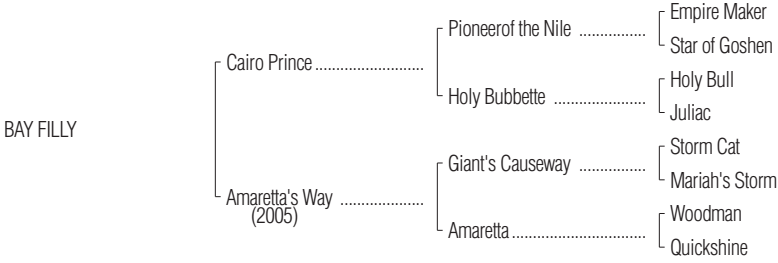 Empire Maker
Pioneerof the Nile ................
Star of Goshen
Cairo Prince ..........................
Holy Bull
Holy Bubbette ......................
Juliac
BAY FILLY
Storm Cat
Giant's Causeway ................
Mariah's Storm
Amaretta's Way ....................
(2005)
Woodman
Amaretta ................................
Quickshine